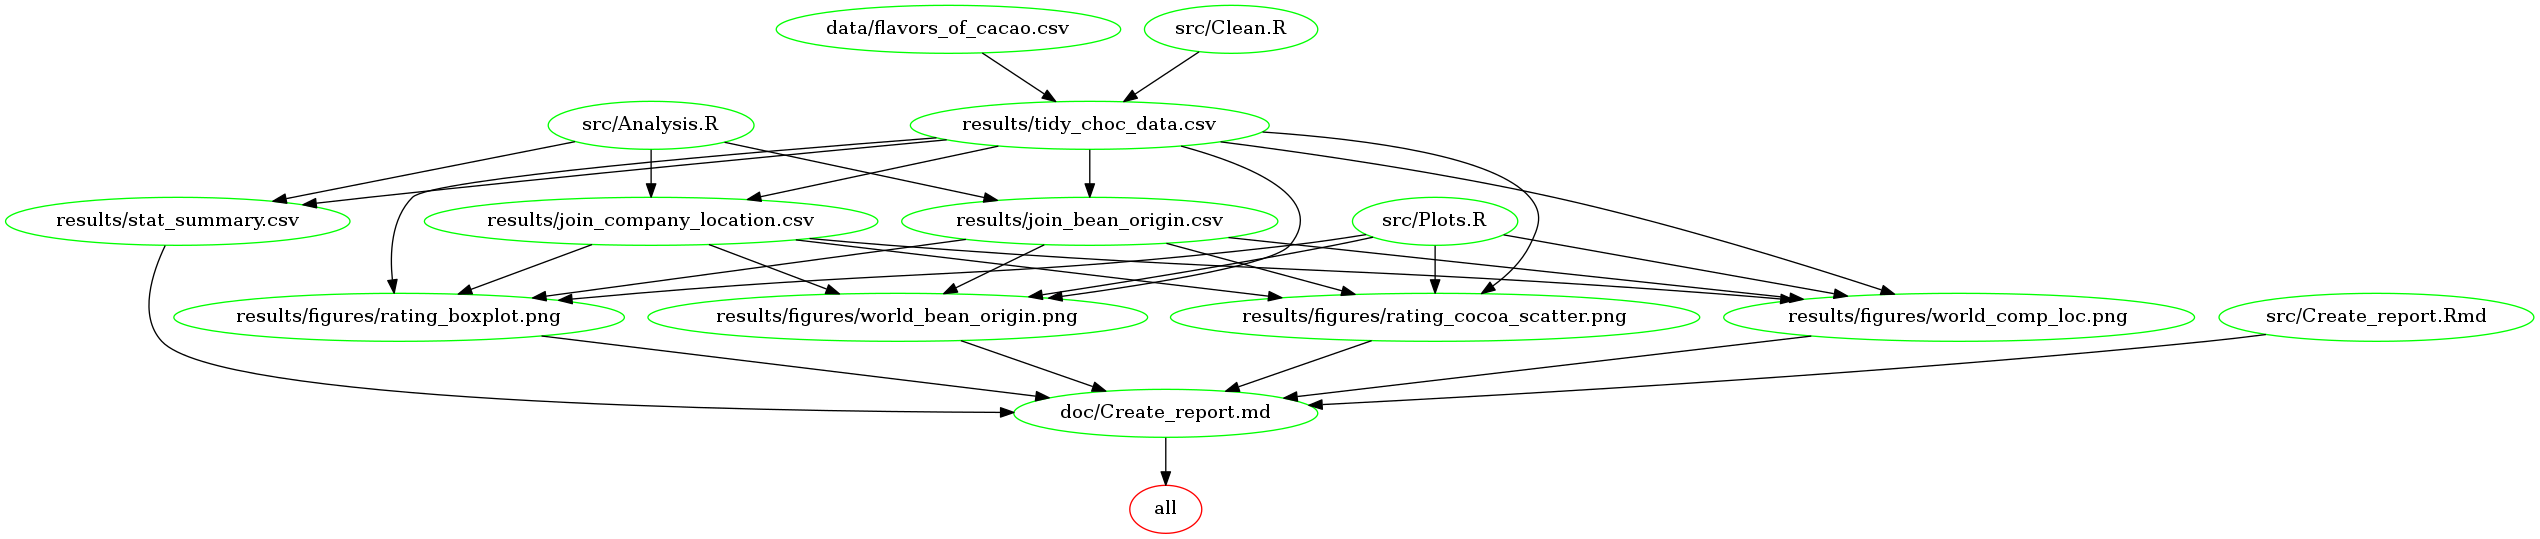 data/flavors_of_cacao.csv
src/Clean.R
src/Analysis.R
results/tidy_choc_data.csv
results/stat_summary.csv
results/join_company_location.csv
results/join_bean_origin.csv
src/Plots.R
results/figures/rating_boxplot.png
results/figures/world_bean_origin.png
results/figures/rating_cocoa_scatter.png
results/figures/world_comp_loc.png
src/Create_report.Rmd
doc/Create_report.md
all